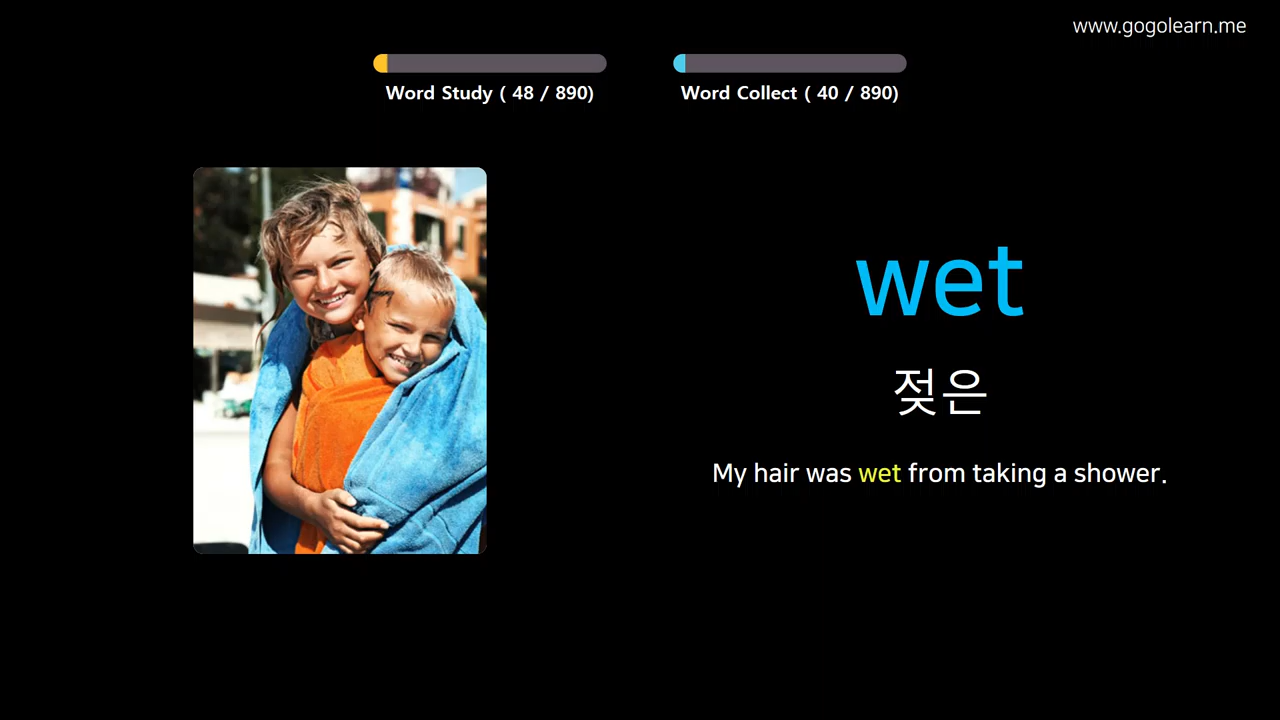 www.gogolearn.me
Word Study ( 48 / 890)
Word Collect ( 40 / 890)
wet
젖은
My hair was wet from taking a shower.